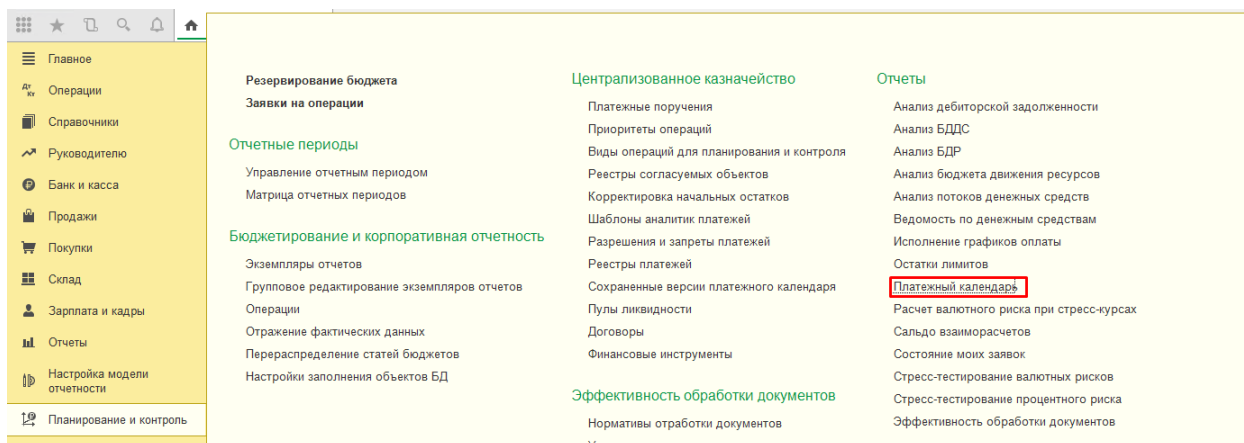 Главное
Дт Кт Операции
Справочники
Руководителю
Банк и касса
Продажи
Покупки
Склад
Зарплата и кадры
Отчеты
Настройка модели
отчетности
Планирование и контроль
Резервирование бюджета
Заявки на операции
Отчетные периоды
Управление отчетным периодом
Матрица отчетных периодов
Бюджетирование и корпоративная отчетность
Экземпляры отчетов
Групповое редактирование экземпляров отчетов
Операции
Отражение фактических данных
Перераспределение статей бюджетов
Настройки заполнения объектов БД
Централизованное казначейство
Платежные поручения
Приоритеты операций
Виды операций для планирования и контроля
Реестры согласуемых объектов
Корректировка начальных остатков
Шаблоны аналитик платежей
Разрешения и запреты платежей
Реестры платежей
Сохраненные версии платежного календаря
Пулы ликвидности
Договоры
Финансовые инструменты
Эффективность обработки документов
Нормативы отработки документов
Отчеты
Анализ дебиторской задолженности
Анализ БДДС
Анализ БДР
Анализ бюджета движения ресурсов
Анализ потоков денежных средств
Ведомость по денежным средствам
Исполнение графиков оплаты
Остатки лимитов
Платежный календарь
Расчет валютного риска при стресс-курсах
Сальдо взаиморасчетов
Состояние моих заявок
Стресс-тестирование валютных рисков
Стресс-тестирование процентного риска
Эффективность обработки документов